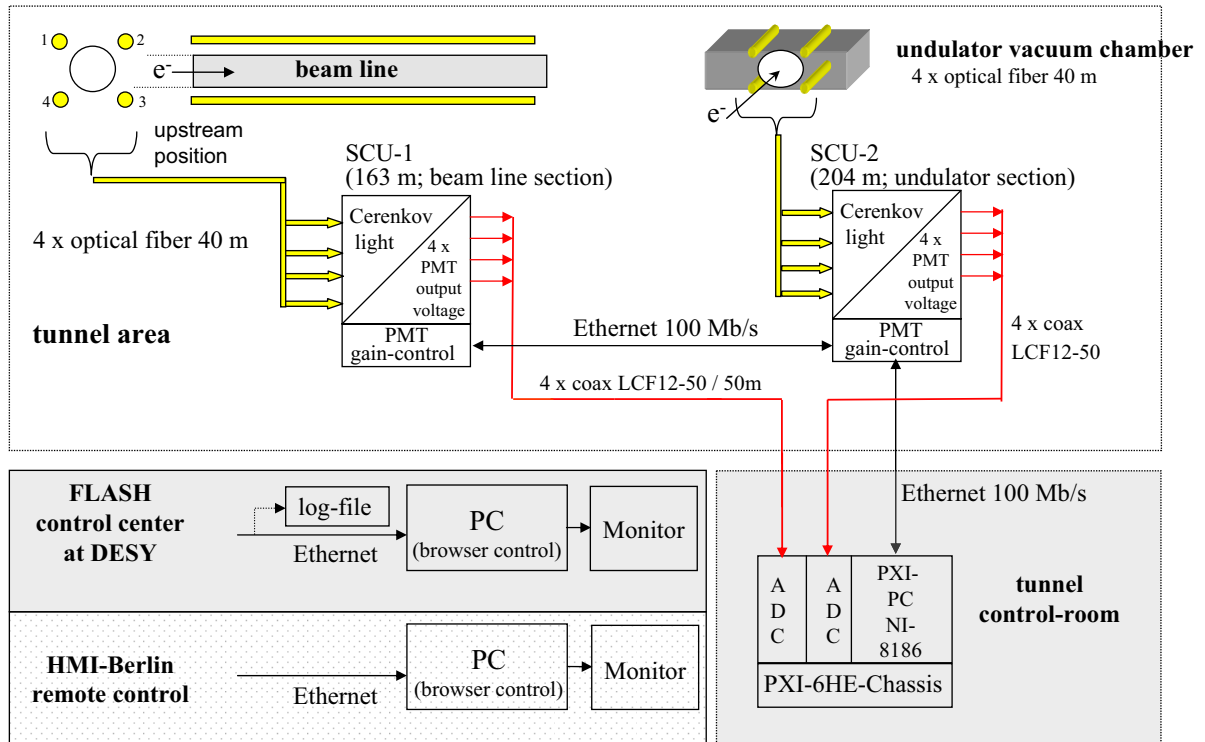 1
2
4
3
e-
beam line
upstream
position
4 x optical fiber 40 m
undulator vacuum chamber
4 x optical fiber 40 m
e-
SCU-1
(163 m; beam line section)
Cerenkov
light
4 x
PMT
output
voltage
PMT
gain-control
SCU-2
(204 m; undulator section)
Cerenkov
light
4 x
PMT
output
voltage
PMT
gain-control
tunnel area
Ethernet 100 Mb/s
4 x coax
LCF12-50
4 x coax LCF12-50 / 50m
FLASH
control center
at DESY
log-file
Ethernet
PC
(browser control)
Monitor
HMI-Berlin
remote control
Ethernet
PC
(browser control)
Monitor
Ethernet 100 Mb/s
A
D
C
A
D
C
PXI-
PC
NI-
8186
PXI-6HE-Chassis
tunnel
control-room